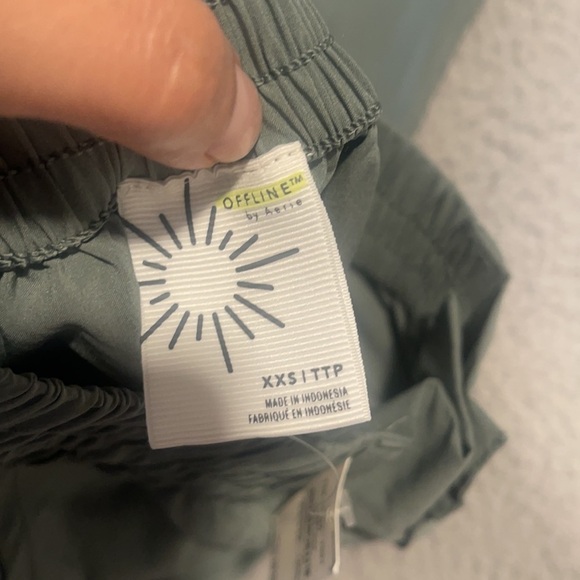 OFFLINE™
by Aerie
XXS | TTP
MADE IN INDONESIA
FABRIQUÉ EN INDONÉSIE